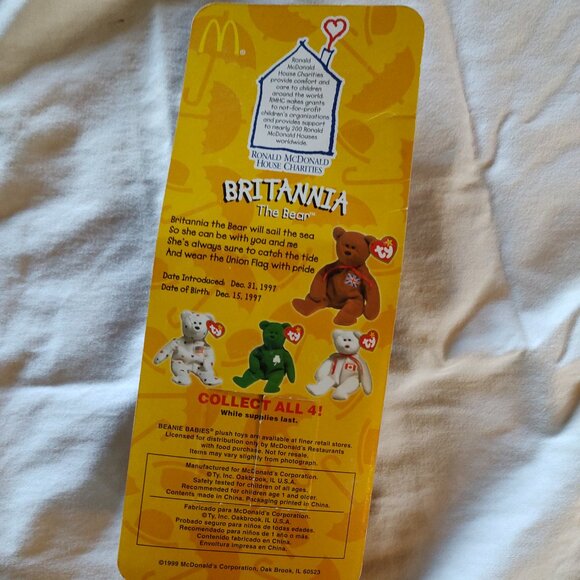 Ronald
McDonald
House Charities
provide comfort and
care to children
around the world.
RMHC makes grants
to not-for-profit
children's organizations
and provides support
to nearly 200 Ronald
McDonald Houses
worldwide.
RONALD MCDONALD
HOUSE CHARITIES
BRITANNIA
The Bear™
Britannia the Bear will sail the sea
So she can be with you and me
She's always sure to catch the tide
And wear the Union Flag with pride
Date Introduced: Dec. 31, 1997
Date of Birth: Dec. 15, 1997
ty
ty
ty
ty
COLLECT ALL 4!
While supplies last.
BEANIE BABIES® plush toys are available at finer retail stores.
Licensed for distribution only by McDonald's Restaurants
with food purchase. Not for resale.
Items may vary slightly from photograph.
Manufactured for McDonald's Corporation.
©Ty, Inc. Oakbrook, IL U.S.A.
Safety tested for children of all ages.
Recommended for children age 1 and older.
Contents made in China. Packaging printed in China.
Fabricado para McDonald's Corporation.
©Ty, Inc. Oakbrook, IL U.S.A.
Probado seguro para niños de todas edades.
Recomendado para niños de 1 año o más.
Contenido fabricado en China.
Envoltura impresa en China.
©1999 McDonald's Corporation, Oak Brook, IL 60523